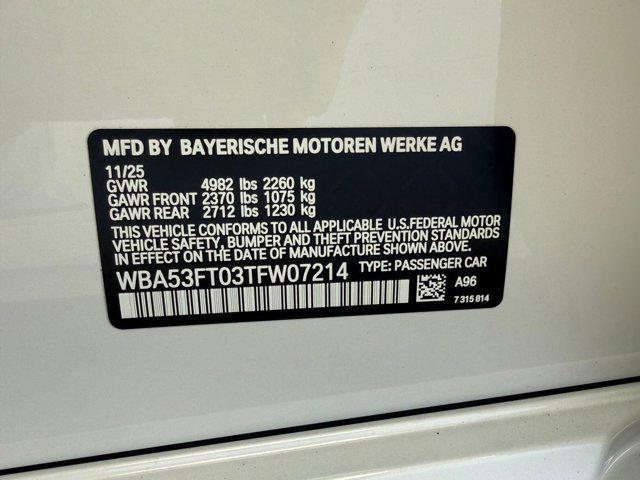 MFD BY BAYERISCHE MOTOREN WERKE AG
11/25
GVWR 4982 lbs 2260 kg
GAWR FRONT 2370 lbs 1075 kg
GAWR REAR 2712 lbs 1230 kg
THIS VEHICLE CONFORMS TO ALL APPLICABLE U.S.FEDERAL MOTOR
VEHICLE SAFETY, BUMPER AND THEFT PREVENTION STANDARDS
IN EFFECT ON THE DATE OF MANUFACTURE SHOWN ABOVE.
WBA53FT03TFW07214 TYPE: PASSENGER CAR
A96
7 315 814